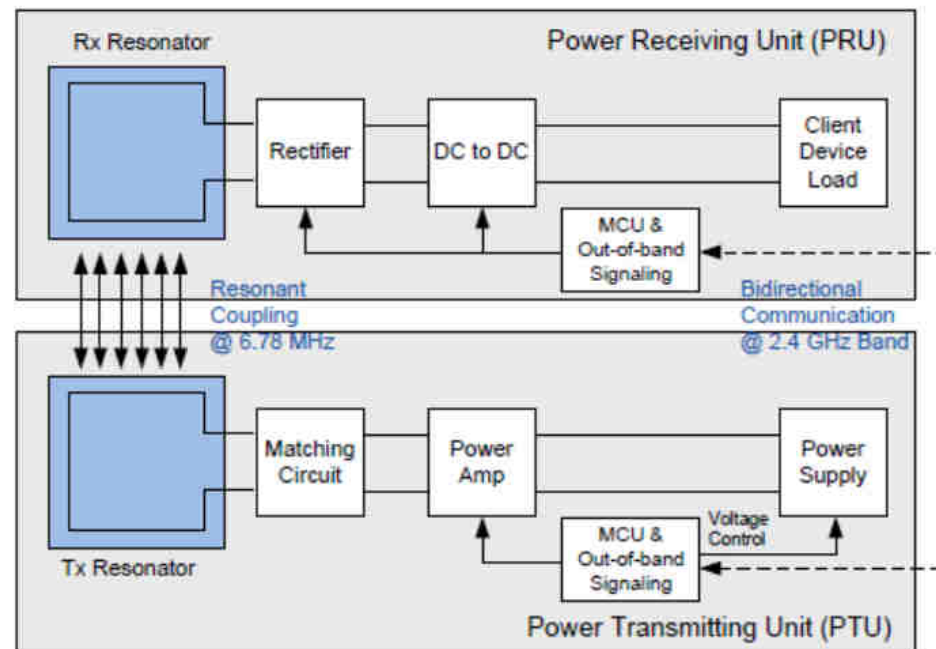 Rx Resonator
Power Receiving Unit (PRU)
Rectifier
DC to DC
Client
Device
Load
MCU &
Out-of-band
Signaling
Resonant
Coupling
@ 6.78 MHz
Bidirectional
Communication
@ 2.4 GHz Band
Matching
Circuit
Power
Amp
Power
Supply
MCU &
Out-of-band
Signaling
Voltage
Control
Tx Resonator
Power Transmitting Unit (PTU)